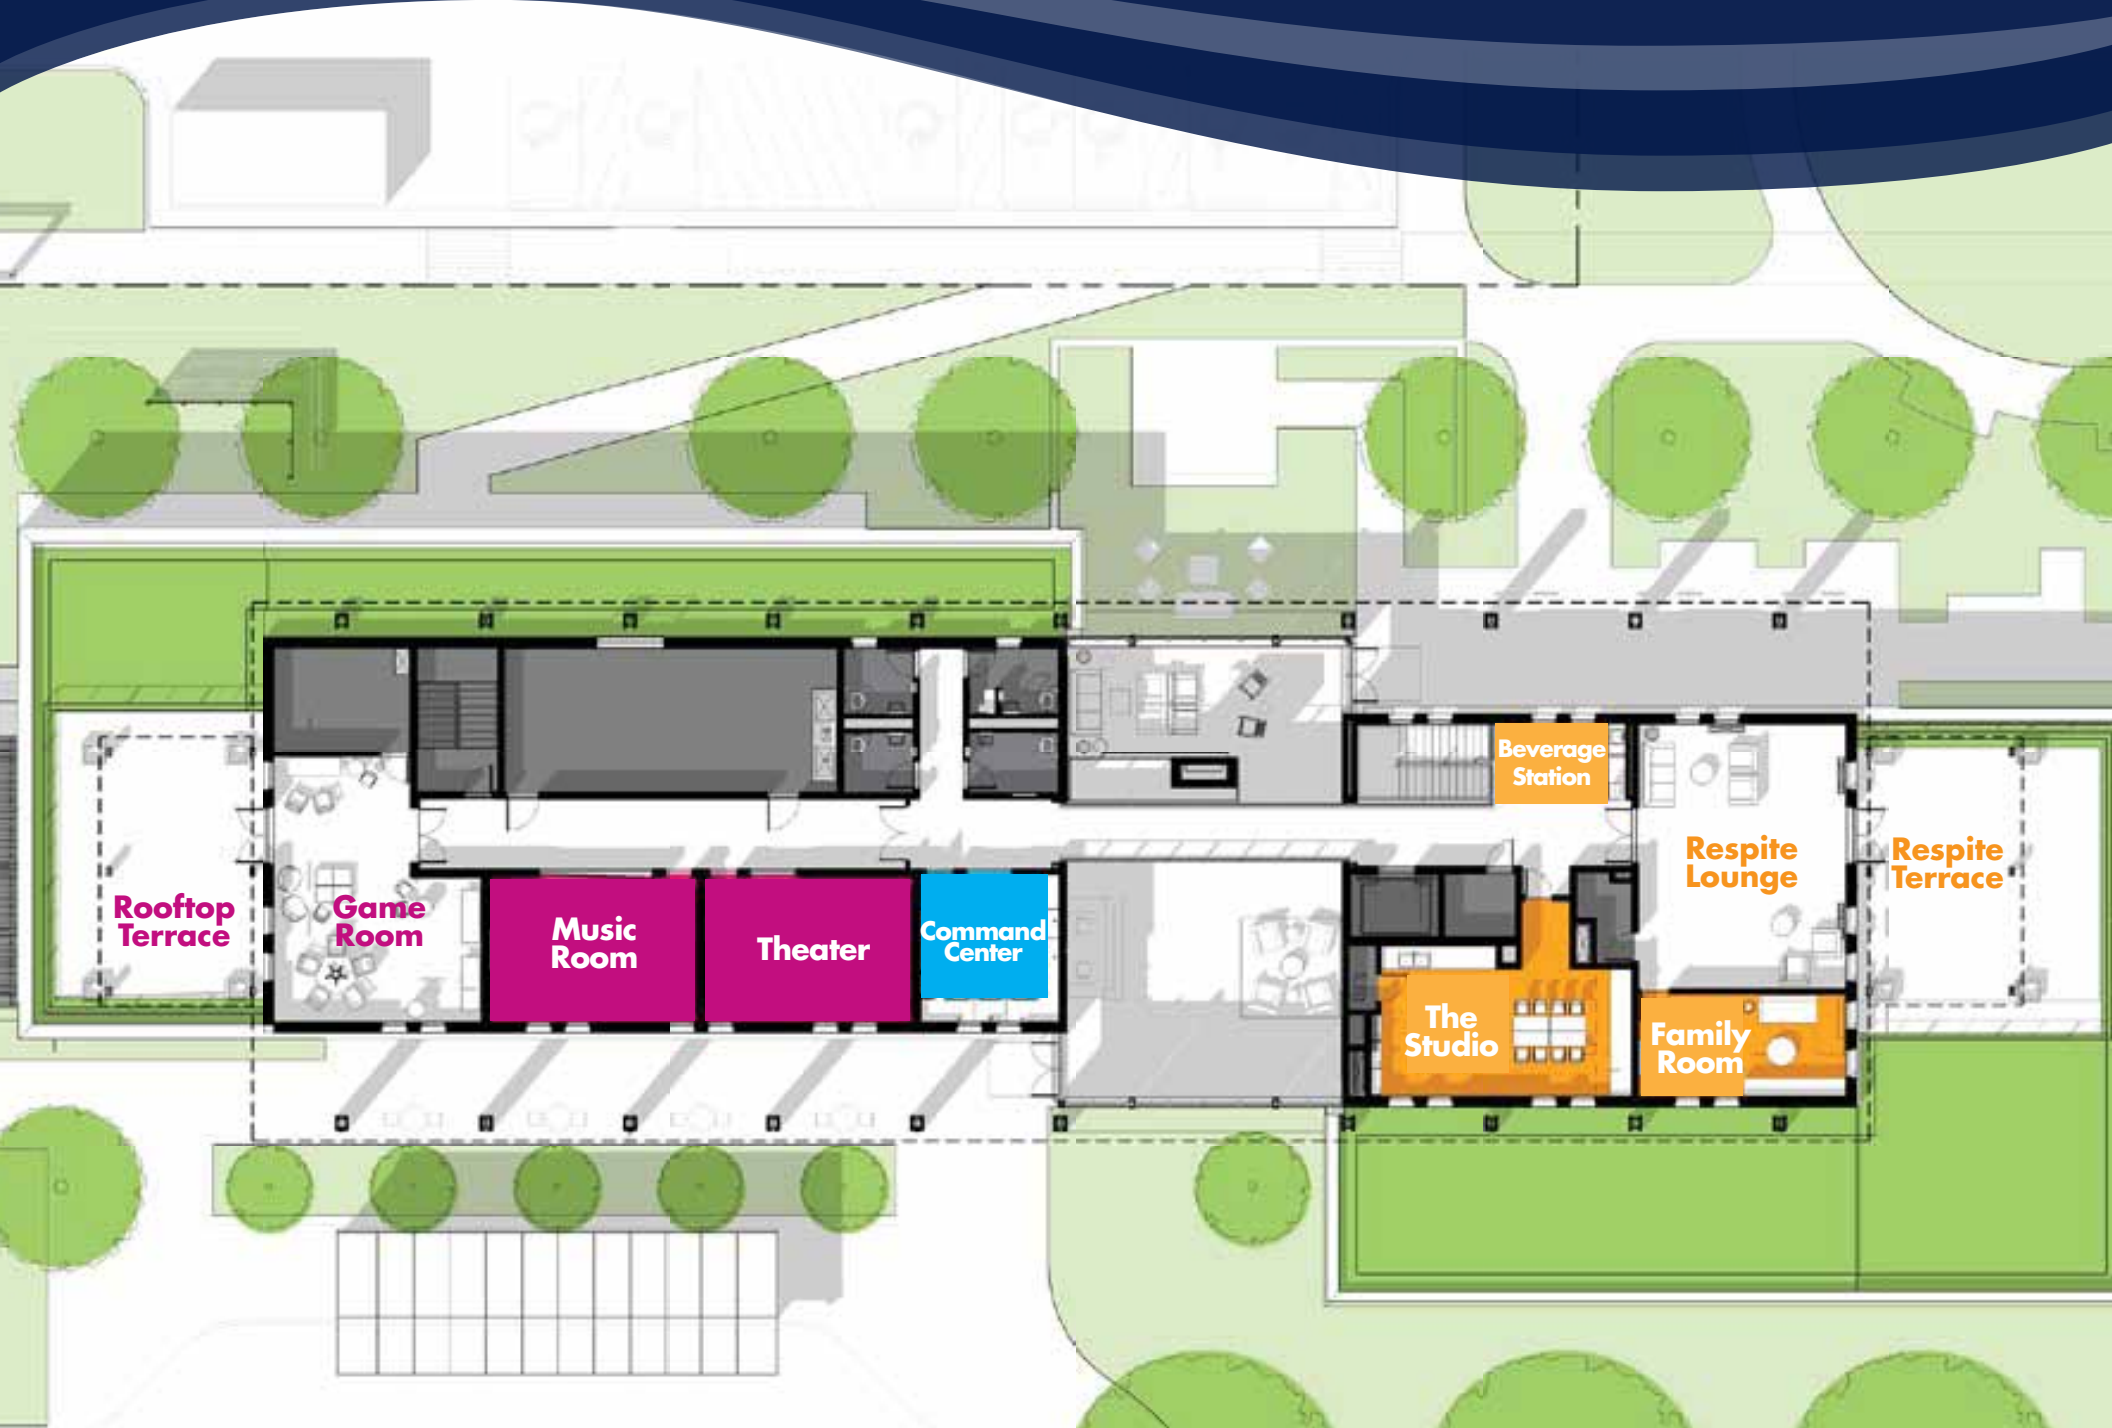 Rooftop
Terrace
Game
Room
Music
Room
Theater
Command
Center
Beverage
Station
Respite
Lounge
Respite
Terrace
The
Studio
Family
Room